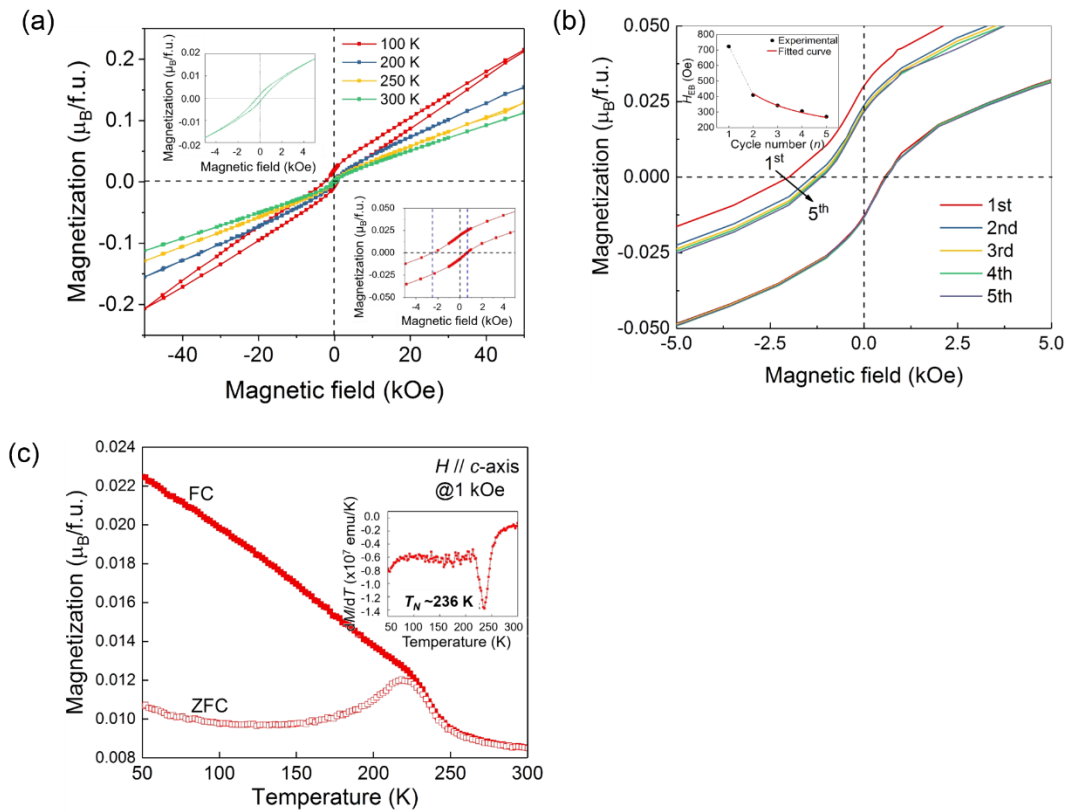 (a)
Magnetization (μB/f.u.)
0.2
0.1
0.0
-0.1
-0.2
-40
-20
0
20
40
Magnetic field (kOe)
100 K
200 K
250 K
300 K
Magnetization (μB/f.u.)
0.02
0.01
0.00
-0.01
-0.02
-4
-2
0
2
4
Magnetic field (kOe)
Magnetization (μB/f.u.)
0.050
0.025
0.000
-0.025
-0.050
-4
-2
0
2
4
Magnetic field (kOe)
(b)
Magnetization (μB/f.u.)
0.050
0.025
0.000
-0.025
-0.050
-5.0
-2.5
0.0
2.5
5.0
Magnetic field (kOe)
HEB (Oe)
800
700
600
500
400
300
200
1
2
3
4
5
Cycle number (n)
Experimental
Fitted curve
1st
5th
1st
2nd
3rd
4th
5th
(c)
Magnetization (μB/f.u.)
0.024
0.022
0.020
0.018
0.016
0.014
0.012
0.010
0.008
50
100
150
200
250
300
Temperature (K)
FC
ZFC
H // c-axis
@1 kOe
dM/dT (x10⁷ emu/K)
0.0
-0.2
-0.4
-0.6
-0.8
-1.0
-1.2
-1.4
TN ~236 K
50
100
150
200
250
300
Temperature (K)